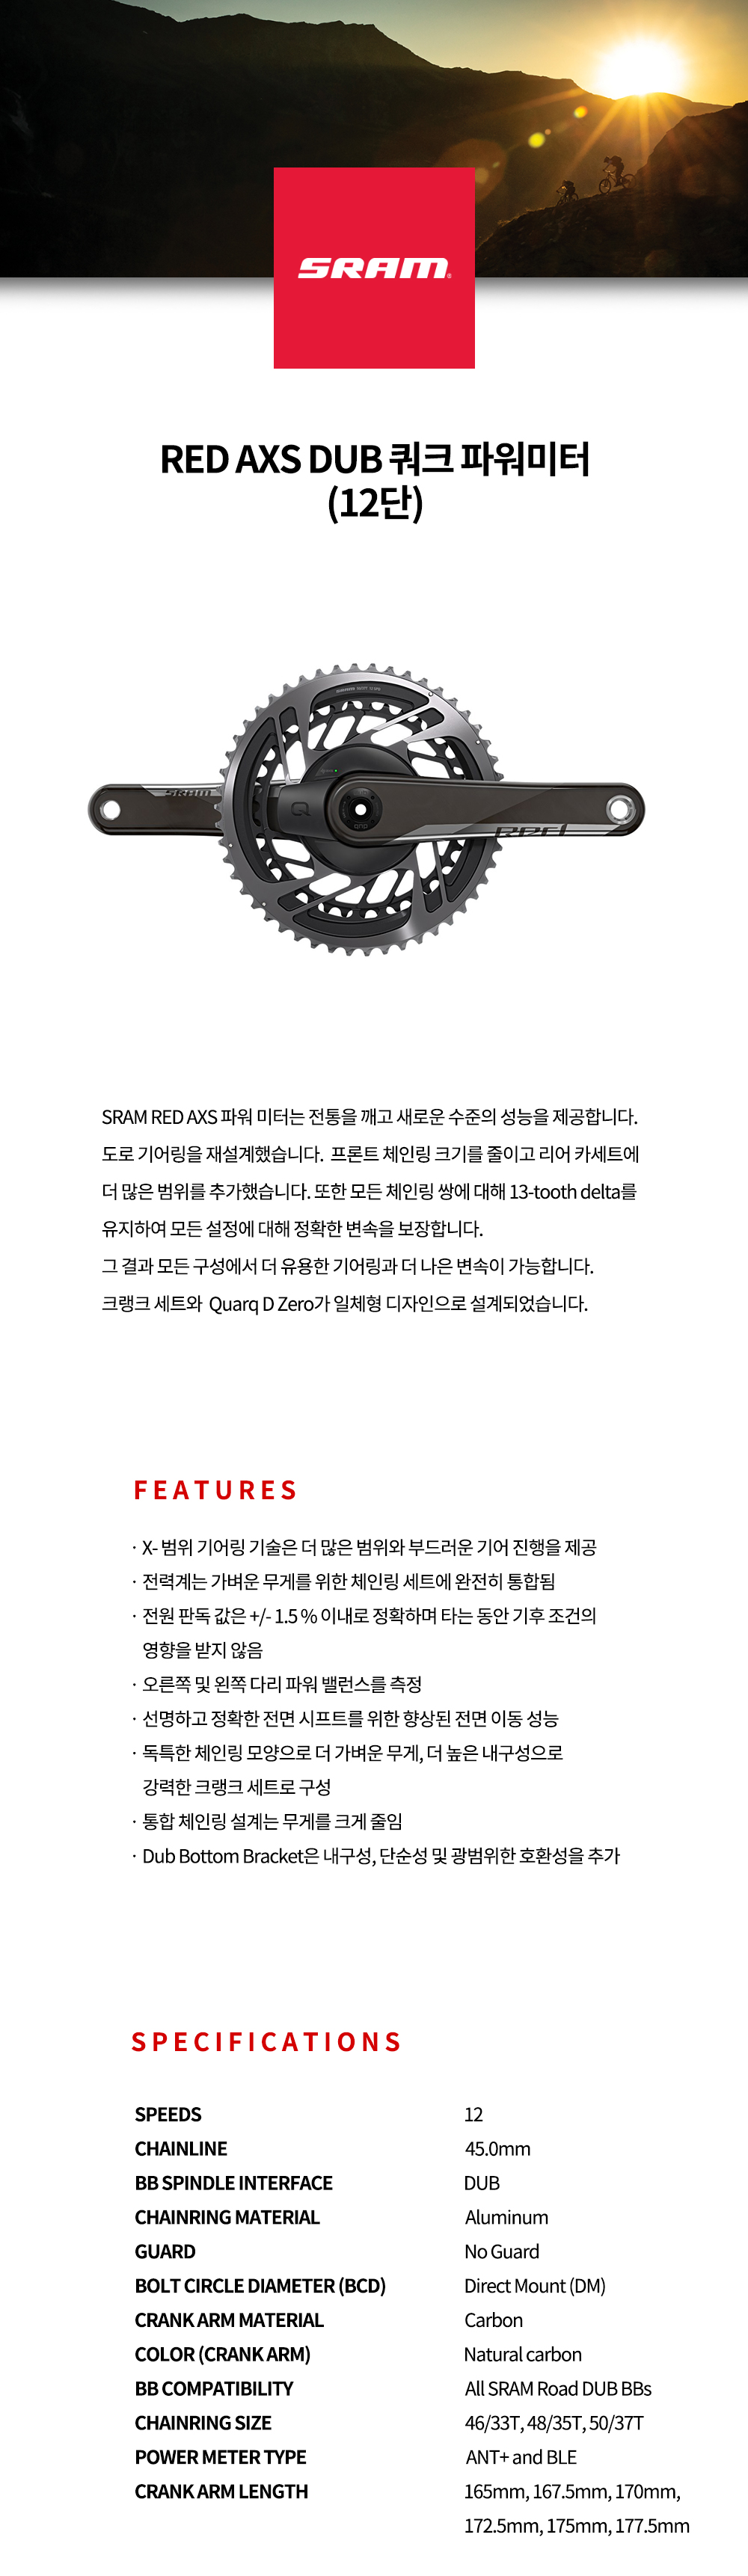 SRAM
RED AXS DUB 쿼크 파워미터
(12단)
SRAM
RED
SRAM RED AXS 파워 미터는 전통을 깨고 새로운 수준의 성능을 제공합니다.
도로 기어링을 재설계했습니다. 프론트 체인링 크기를 줄이고 리어 카세트에
더 많은 범위를 추가했습니다. 또한 모든 체인링 쌍에 대해 13-tooth delta를
유지하여 모든 설정에 대해 정확한 변속을 보장합니다.
그 결과 모든 구성에서 더 유용한 기어링과 더 나은 변속이 가능합니다.
크랭크 세트와 Quarq D Zero가 일체형 디자인으로 설계되었습니다.
FEATURES
· X- 범위 기어링 기술은 더 많은 범위와 부드러운 기어 진행을 제공
· 전력계는 가벼운 무게를 위한 체인링 세트에 완전히 통합됨
· 전원 판독 값은 +/- 1.5 % 이내로 정확하며 타는 동안 기후 조건의
영향을 받지 않음
· 오른쪽 및 왼쪽 다리 파워 밸런스를 측정
· 선명하고 정확한 전면 시프트를 위한 향상된 전면 이동 성능
· 독특한 체인링 모양으로 더 가벼운 무게, 더 높은 내구성으로
강력한 크랭크 세트로 구성
· 통합 체인링 설계는 무게를 크게 줄임
· Dub Bottom Bracket은 내구성, 단순성 및 광범위한 호환성을 추가
SPECIFICATIONS
SPEEDS 12
CHAINLINE 45.0mm
BB SPINDLE INTERFACE DUB
CHAINRING MATERIAL Aluminum
GUARD No Guard
BOLT CIRCLE DIAMETER (BCD) Direct Mount (DM)
CRANK ARM MATERIAL Carbon
COLOR (CRANK ARM) Natural carbon
BB COMPATIBILITY All SRAM Road DUB BBs
CHAINRING SIZE 46/33T, 48/35T, 50/37T
POWER METER TYPE ANT+ and BLE
CRANK ARM LENGTH 165mm, 167.5mm, 170mm,
172.5mm, 175mm, 177.5mm